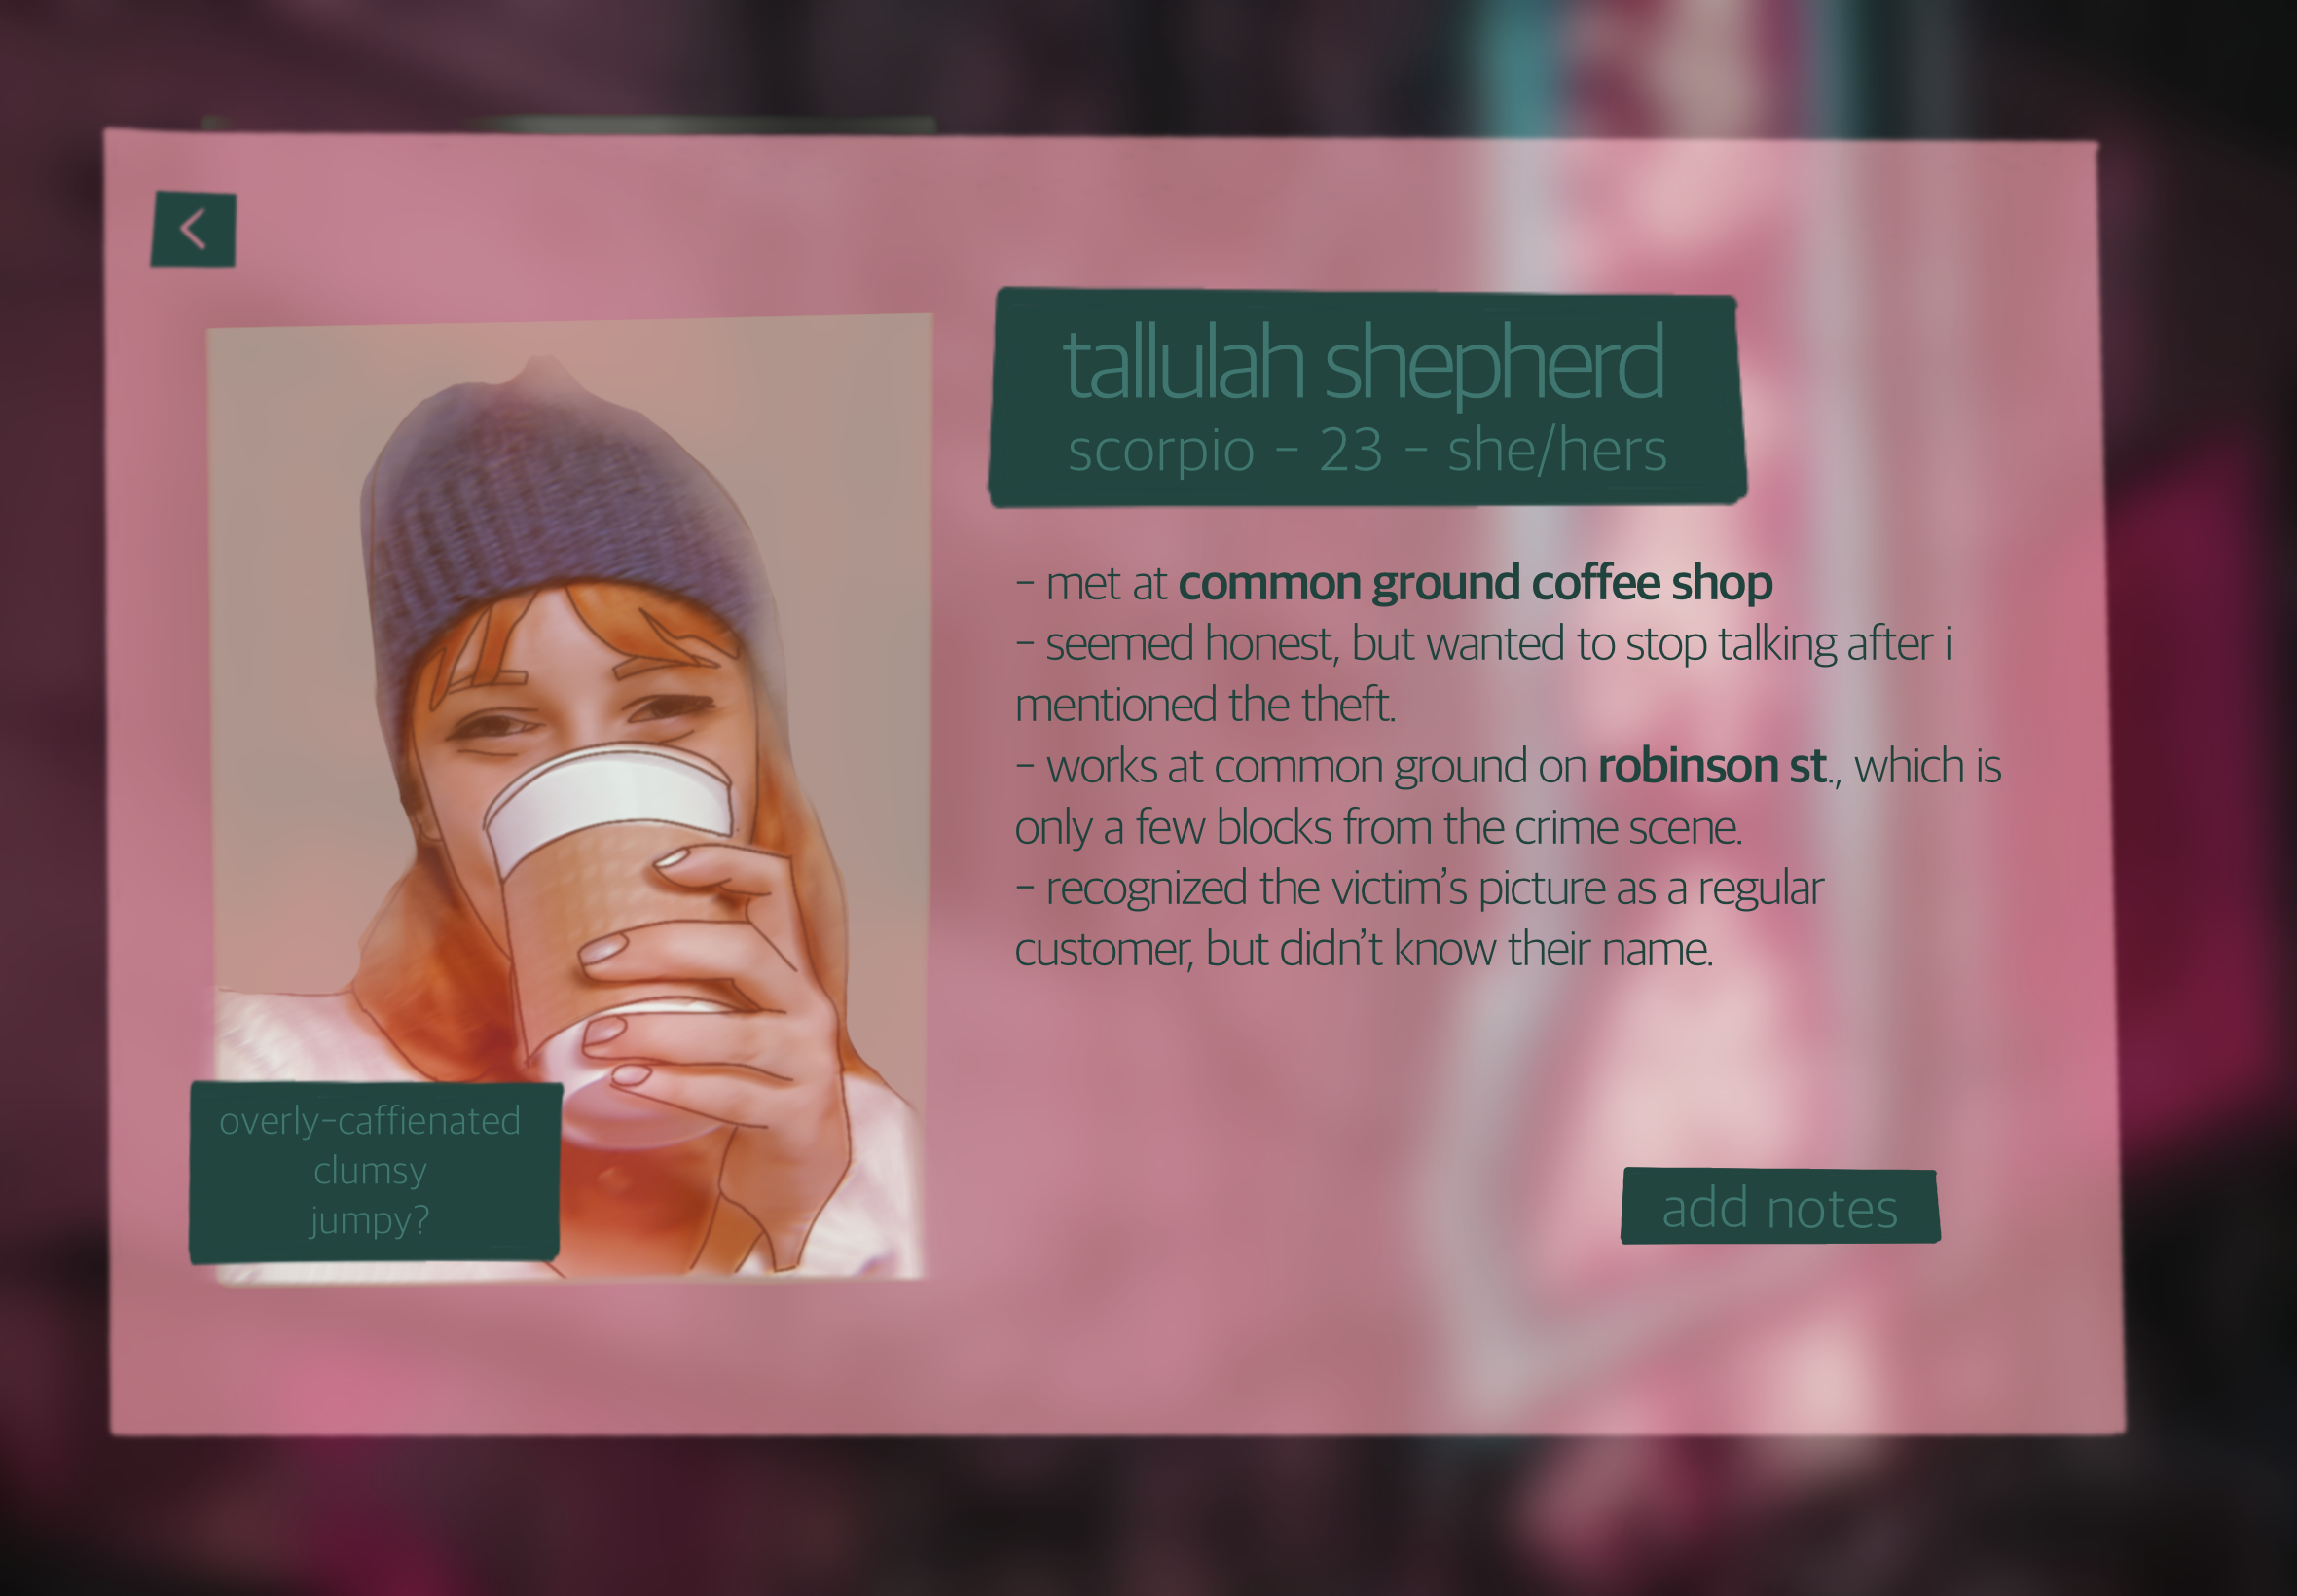 tallulah shepherd
scorpio - 23 - she/hers
- met at common ground coffee shop
- seemed honest, but wanted to stop talking after i
mentioned the theft.
- works at common ground on robinson st., which is
only a few blocks from the crime scene.
- recognized the victim's picture as a regular
customer, but didn't know their name.
overly-caffienated
clumsy
jumpy?
add notes